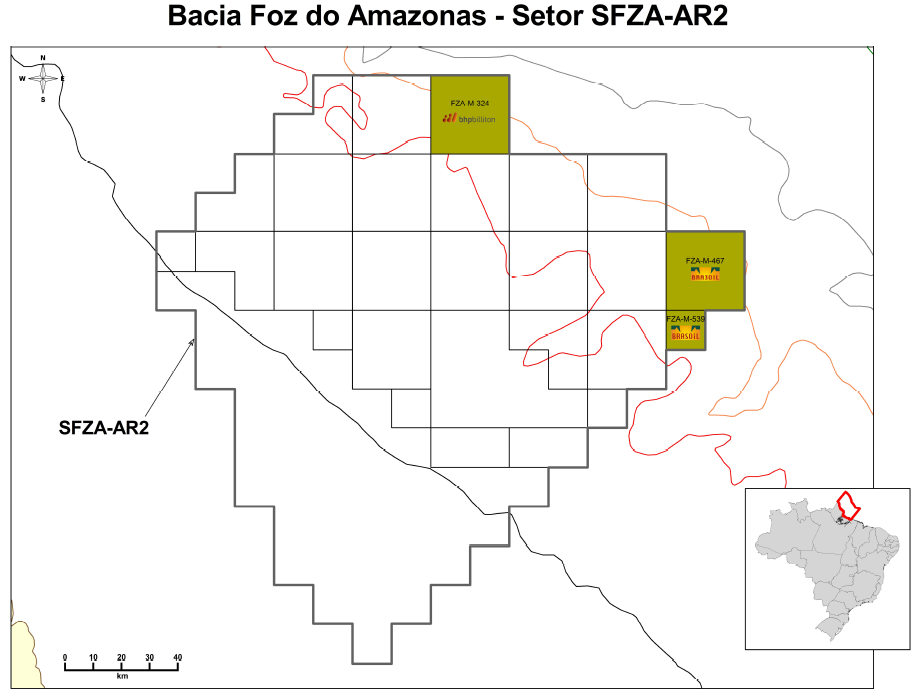 Bacia Foz do Amazonas - Setor SFZA-AR2
N
W E
S
FZA-M-324
bhpbilliton
FZA-M-467
BRASOIL
FZA-M-539
BRASOIL
SFZA-AR2
0 10 20 30 40
km